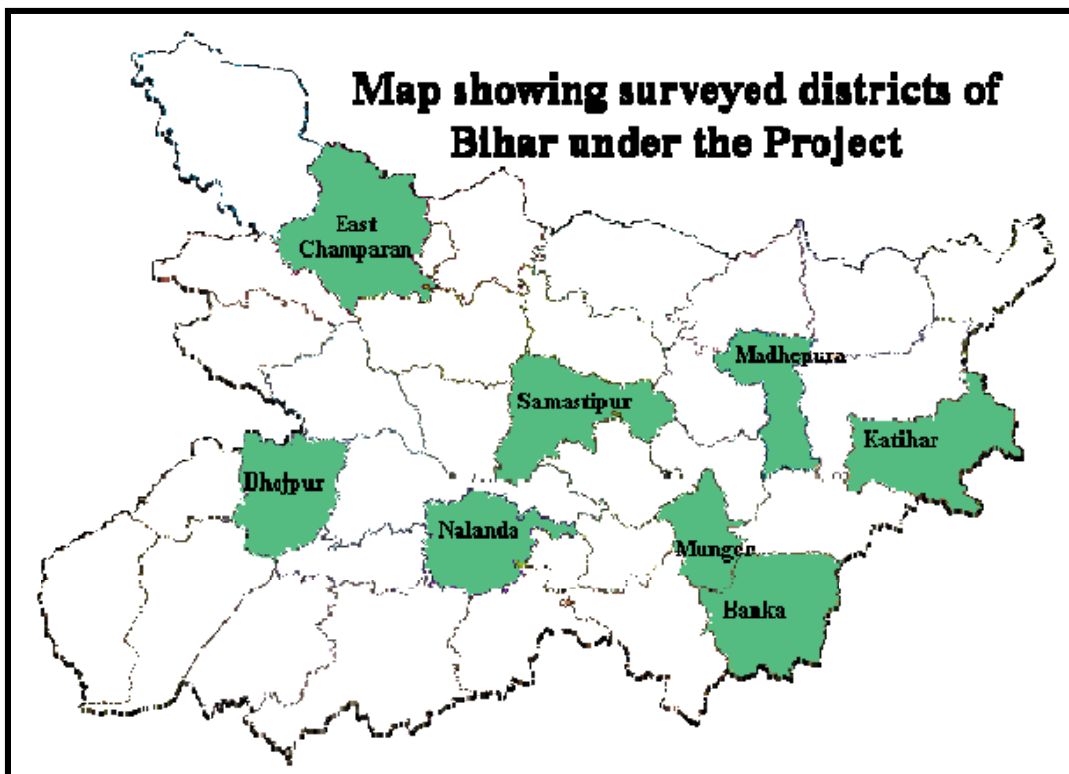 Map showing surveyed districts of
Bihar under the Project
East
Champaran
Madhepura
Samastipur
Katihar
Bhojpur
Nalanda
Munger
Banka